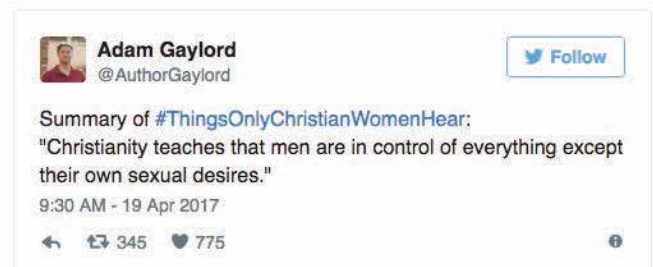 Adam Gaylord
@AuthorGaylord
Follow
Summary of #ThingsOnlyChristianWomenHear:
"Christianity teaches that men are in control of everything except
their own sexual desires."
9:30 AM - 19 Apr 2017
345 775